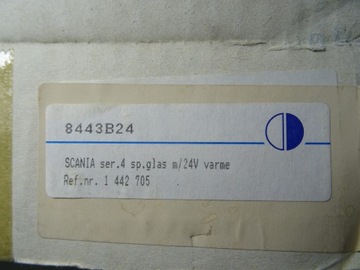 8443B24
SCANIA ser.4 sp.glas m/24V varme
Ref.nr. 1 442 705